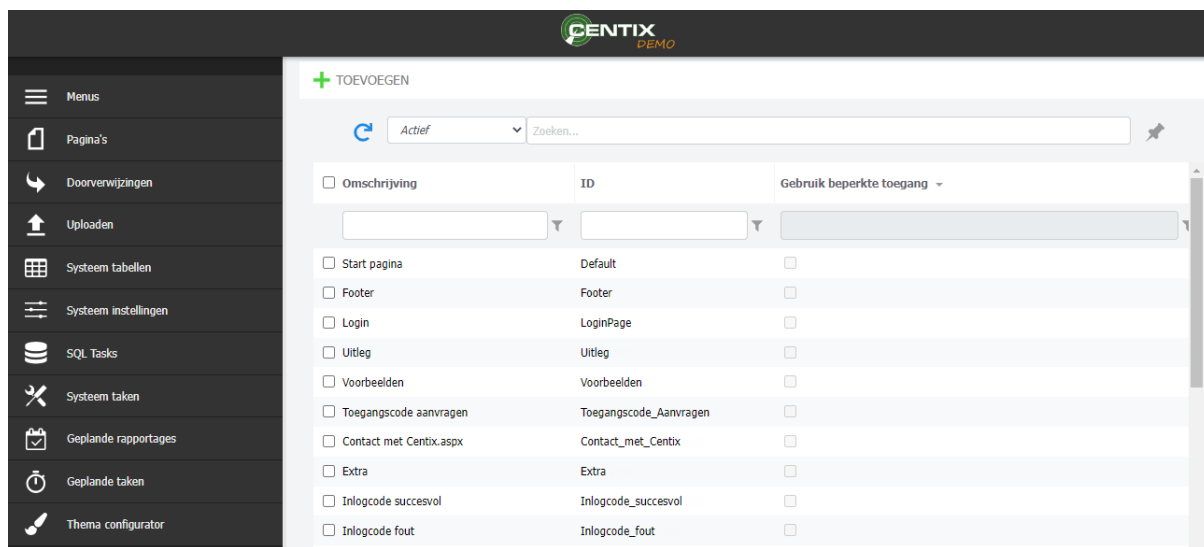 CENTIX
DEMO
Menus
Pagina's
Doorverwijzingen
Uploaden
Systeem tabellen
Systeem instellingen
SQL Tasks
Systeem taken
Geplande rapportages
Geplande taken
Thema configurator
TOEVOEGEN
Actief Zoeken...
Omschrijving ID Gebruik beperkte toegang
Start pagina Default
Footer Footer
Login LoginPage
Uitleg Uitleg
Voorbeelden Voorbeelden
Toegangscode aanvragen Toegangscode_Aanvragen
Contact met Centix.aspx Contact_met_Centix
Extra Extra
Inlogcode succesvol Inlogcode_succesvol
Inlogcode fout Inlogcode_fout